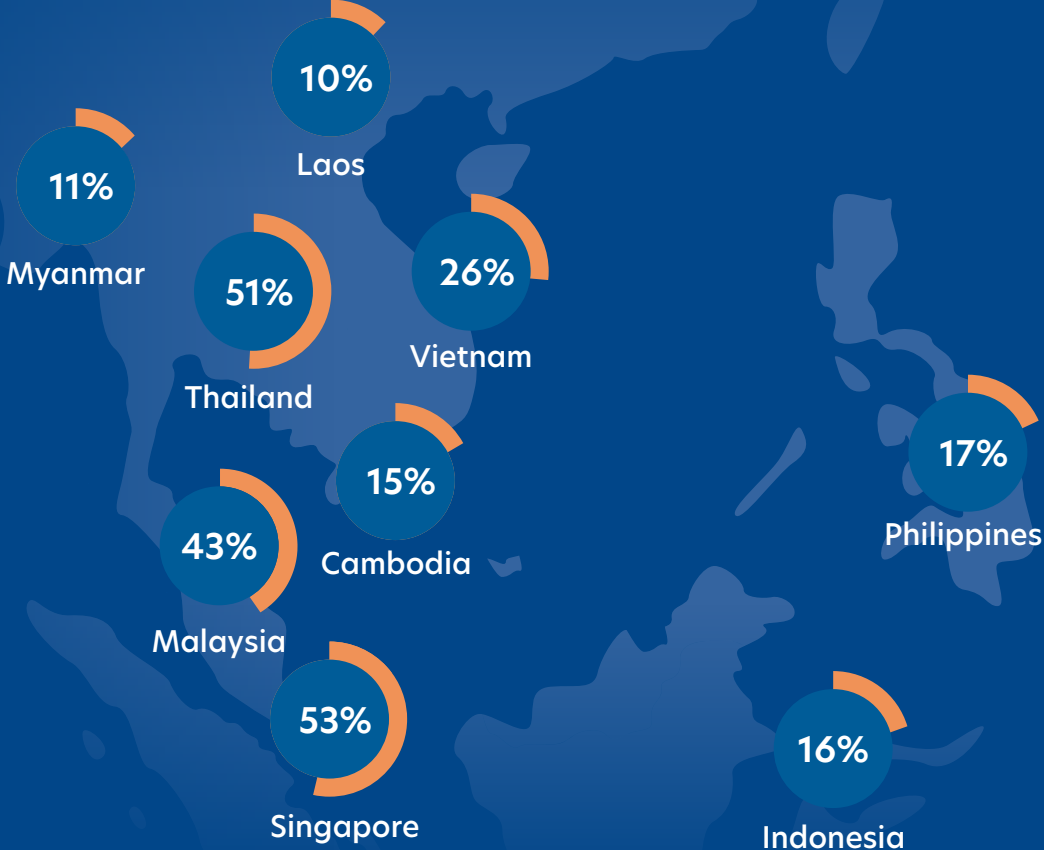 10%
Laos
11%
Myanmar
51%
Thailand
26%
Vietnam
15%
Cambodia
17%
Philippines
43%
Malaysia
53%
Singapore
16%
Indonesia